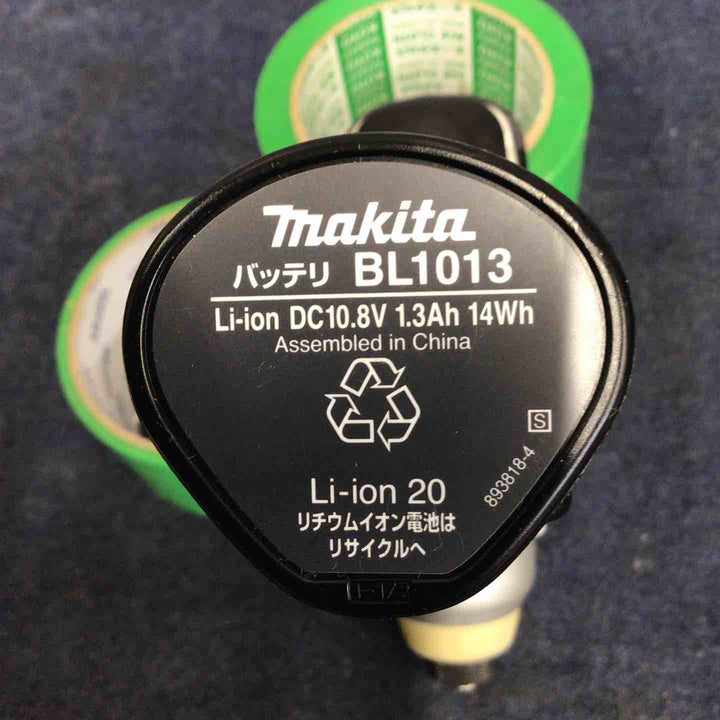 makita
バッテリ BL1013
Li-ion DC10.8V 1.3Ah 14Wh
Assembled in China
S
893818-4
Li-ion 20
リチウムイオン電池は
リサイクルへ